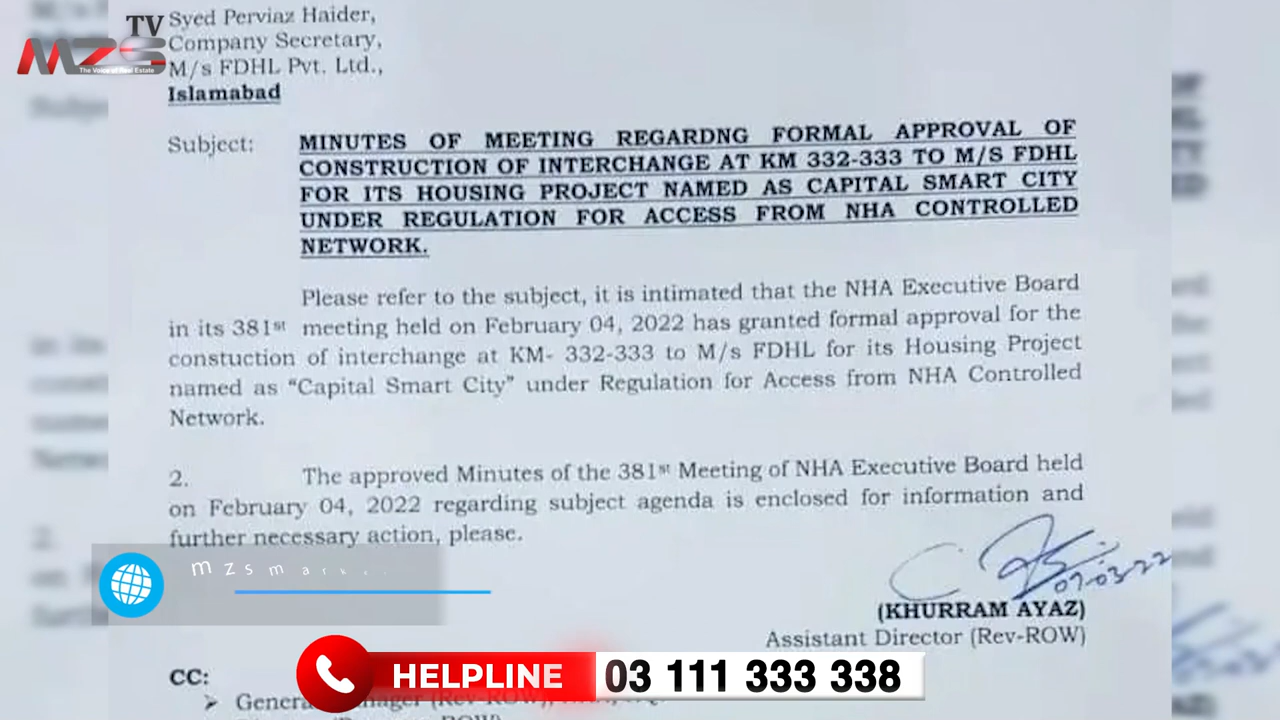 TV
MZS
The Voice of Real Estate
Syed Perviaz Haider,
Company Secretary,
M/s FDHL Pvt. Ltd.,
Islamabad
Subject: MINUTES OF MEETING REGARDNG FORMAL APPROVAL OF
CONSTRUCTION OF INTERCHANGE AT KM 332-333 TO M/S FDHL
FOR ITS HOUSING PROJECT NAMED AS CAPITAL SMART CITY
UNDER REGULATION FOR ACCESS FROM NHA CONTROLLED
NETWORK.
Please refer to the subject, it is intimated that the NHA Executive Board
in its 381st meeting held on February 04, 2022 has granted formal approval for the
constuction of interchange at KM- 332-333 to M/s FDHL for its Housing Project
named as “Capital Smart City” under Regulation for Access from NHA Controlled
Network.
2. The approved Minutes of the 381st Meeting of NHA Executive Board held
on February 04, 2022 regarding subject agenda is enclosed for information and
further necessary action, please.
07-03-22
(KHURRAM AYAZ)
Assistant Director (Rev-ROW)
mzsmark
CC:
HELPLINE 03 111 333 338